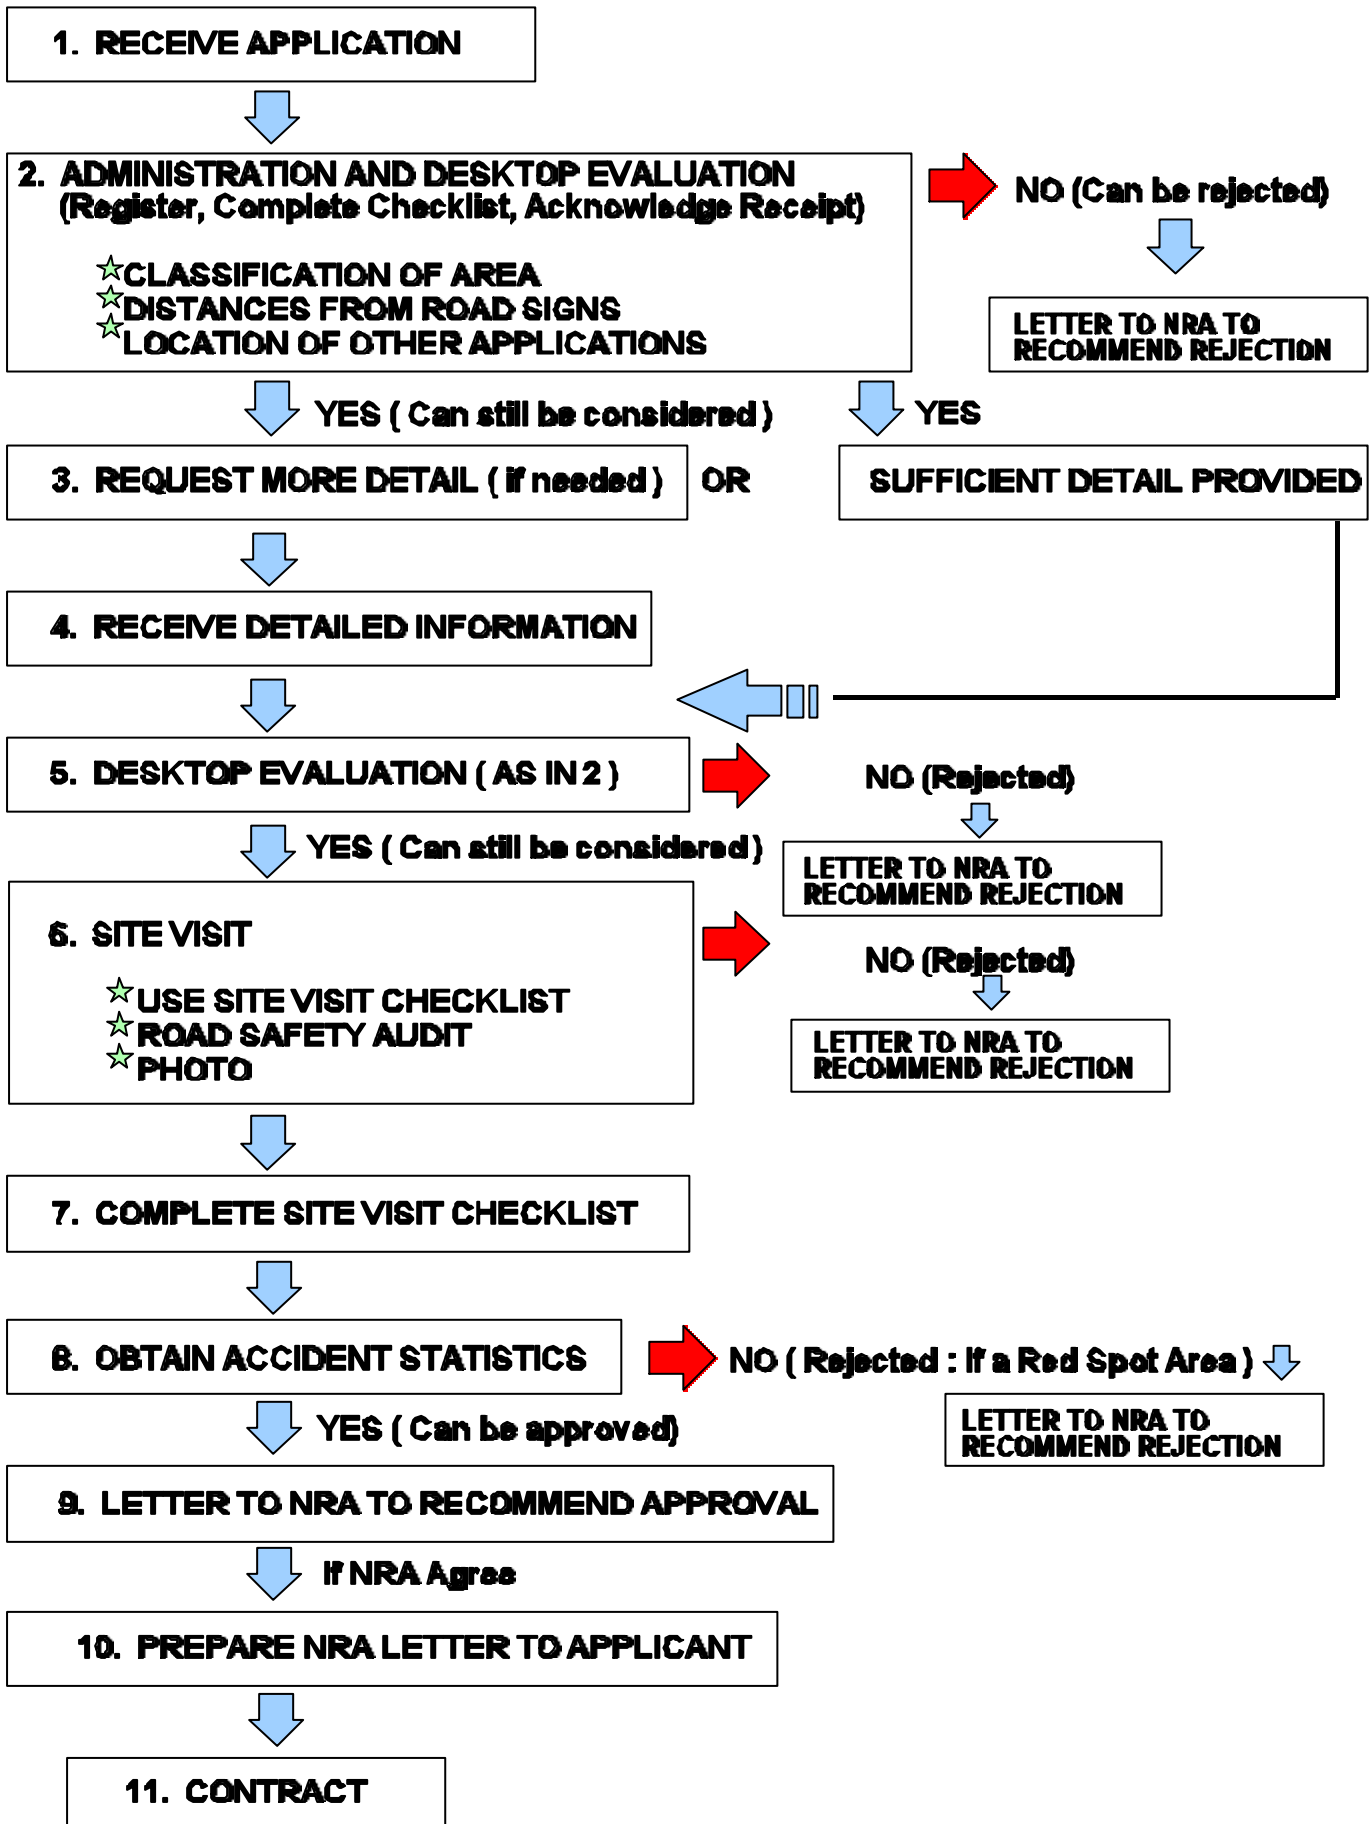 1. RECEIVE APPLICATION
2. ADMINISTRATION AND DESKTOP EVALUATION
(Register, Complete Checklist, Acknowledge Receipt)
CLASSIFICATION OF AREA
DISTANCES FROM ROAD SIGNS
LOCATION OF OTHER APPLICATIONS
NO (Can be rejected)
LETTER TO NRA TO
RECOMMEND REJECTION
YES ( Can still be considered )
YES
3. REQUEST MORE DETAIL ( if needed )
OR
SUFFICIENT DETAIL PROVIDED
4. RECEIVE DETAILED INFORMATION
5. DESKTOP EVALUATION ( AS IN 2 )
NO (Rejected)
LETTER TO NRA TO
RECOMMEND REJECTION
YES ( Can still be considered )
6. SITE VISIT
USE SITE VISIT CHECKLIST
ROAD SAFETY AUDIT
PHOTO
NO (Rejected)
LETTER TO NRA TO
RECOMMEND REJECTION
7. COMPLETE SITE VISIT CHECKLIST
8. OBTAIN ACCIDENT STATISTICS
NO ( Rejected : If a Red Spot Area )
LETTER TO NRA TO
RECOMMEND REJECTION
YES ( Can be approved)
9. LETTER TO NRA TO RECOMMEND APPROVAL
If NRA Agree
10. PREPARE NRA LETTER TO APPLICANT
11. CONTRACT